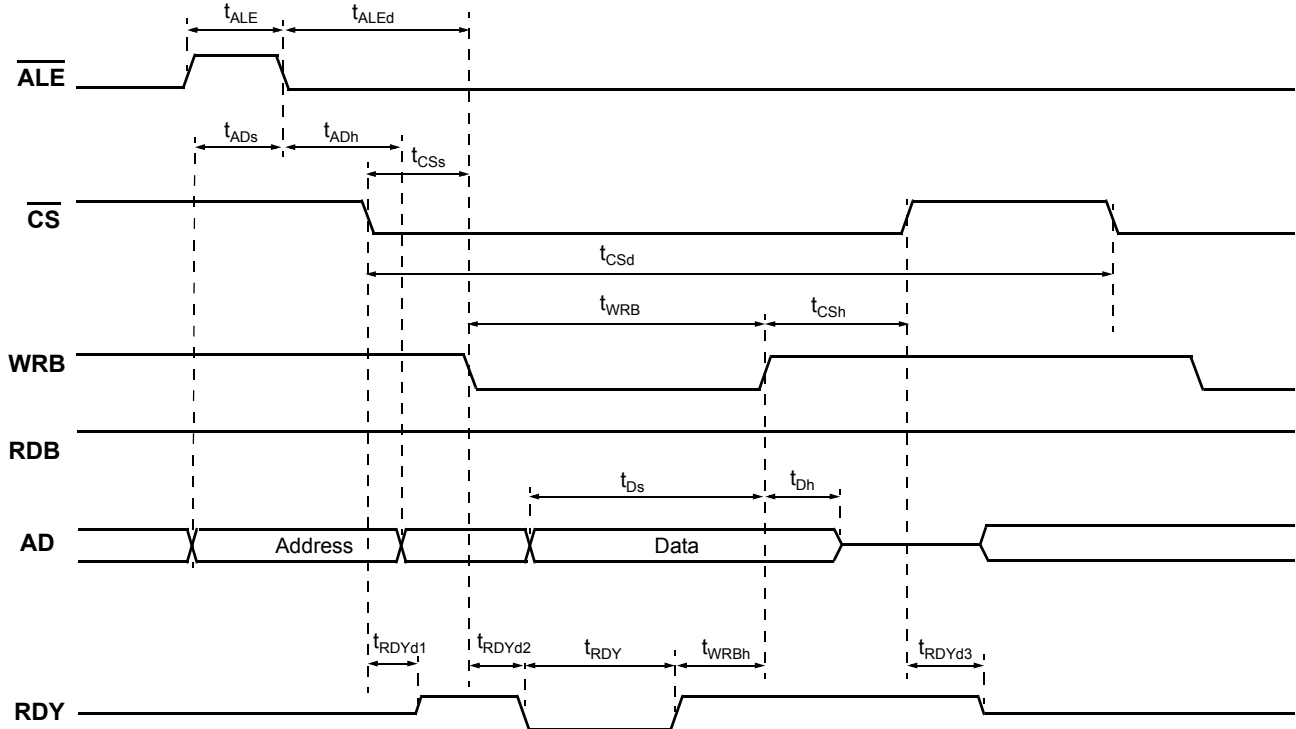 tALE tALEd
ALE
tADs tADh
tCSs
CS
tCSd
tWRB tCSh
WRB
RDB
tDs tDh
AD Address Data
tRDYd1 tRDYd2 tRDY tWRBh tRDYd3
RDY